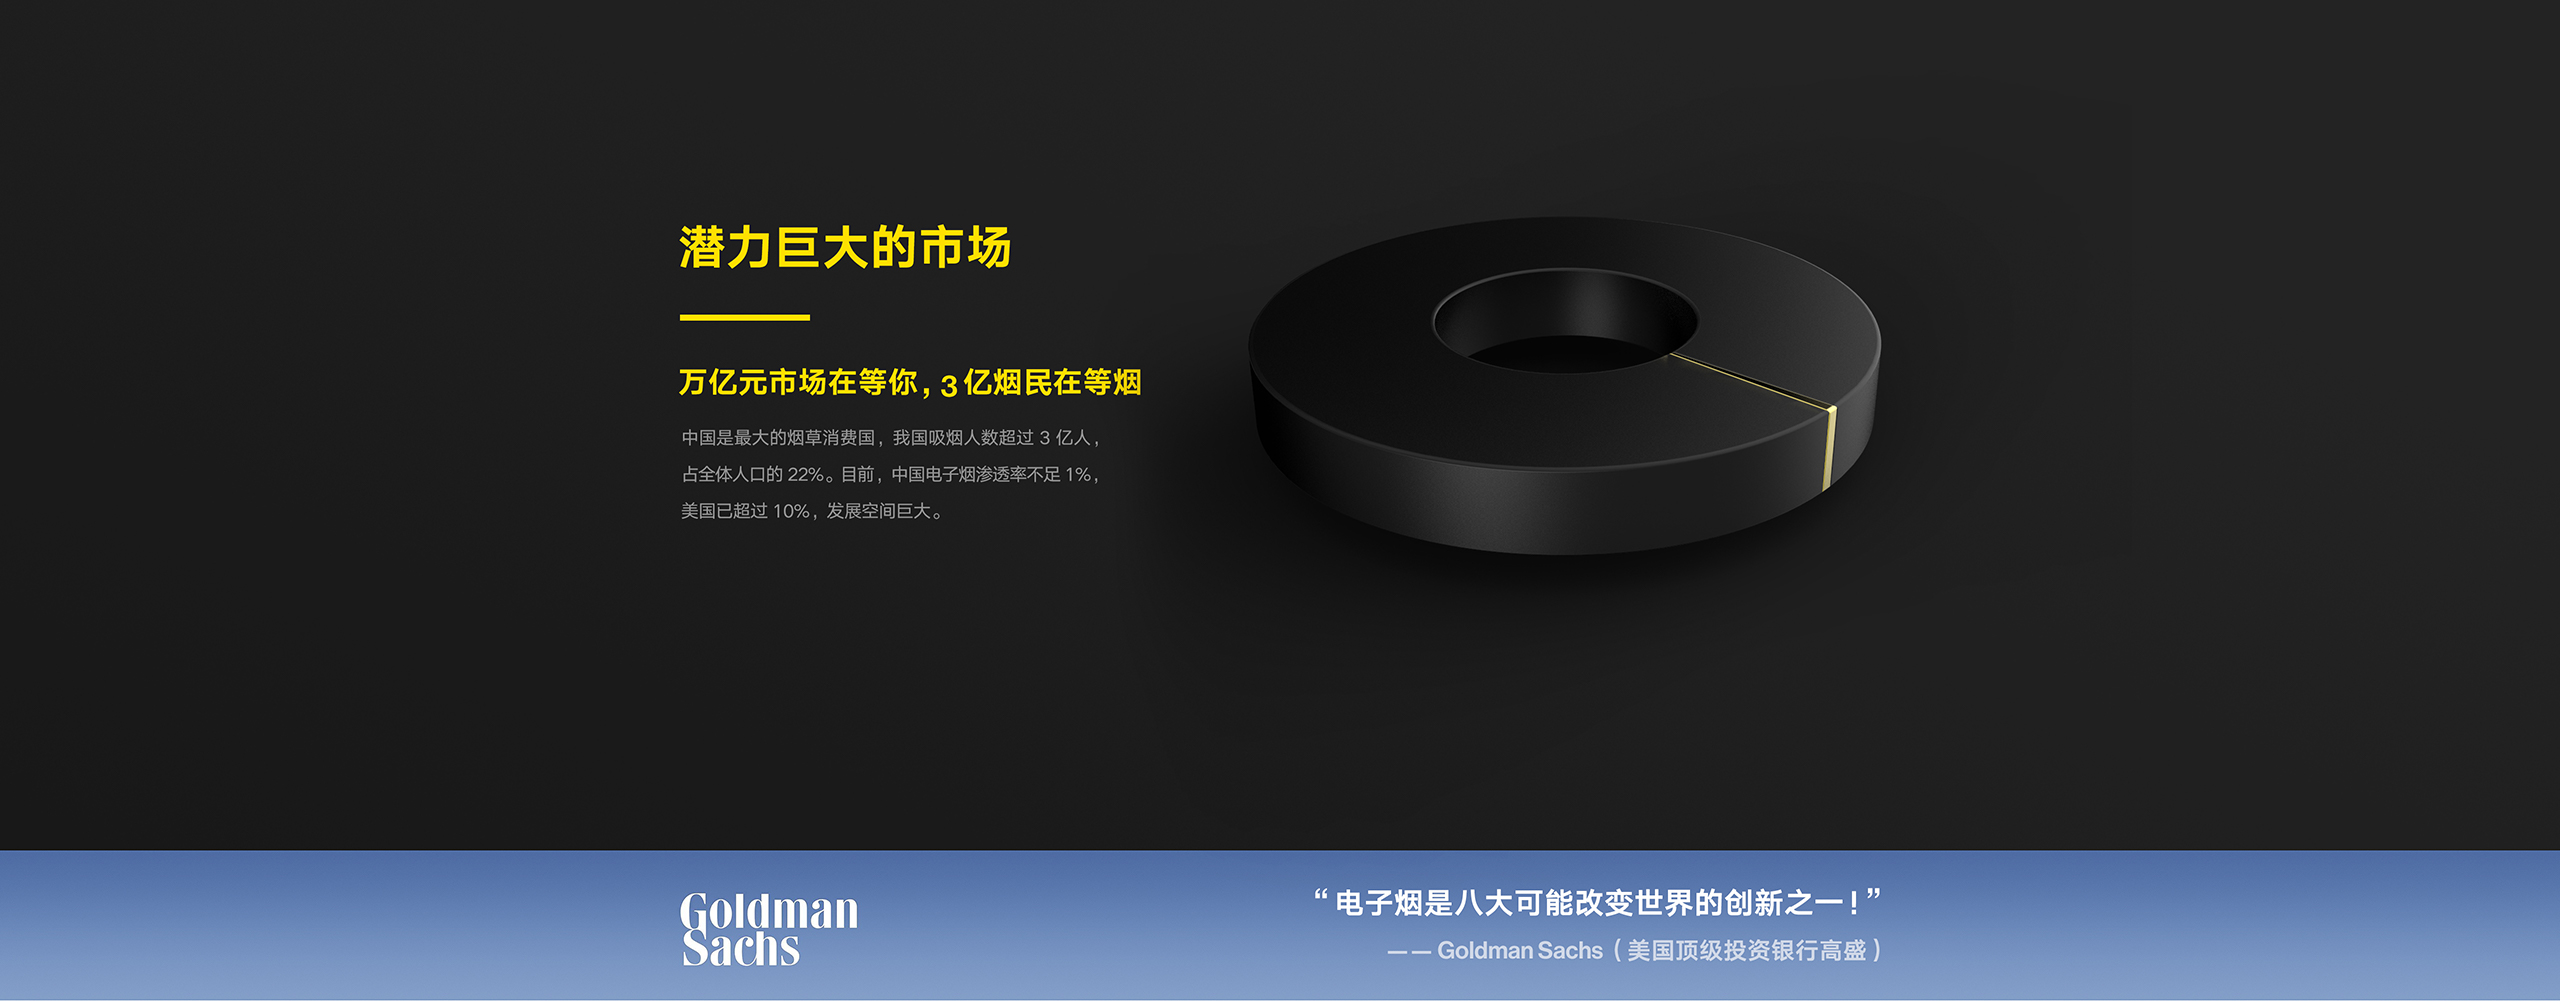 潜力巨大的市场
万亿元市场在等你，3亿烟民在等烟
中国是最大的烟草消费国，我国吸烟人数超过 3 亿人，
占全体人口的 22%。目前，中国电子烟渗透率不足 1%，
美国已超过 10%，发展空间巨大。
Goldman
Sachs
“电子烟是八大可能改变世界的创新之一！”
—— Goldman Sachs（美国顶级投资银行高盛）